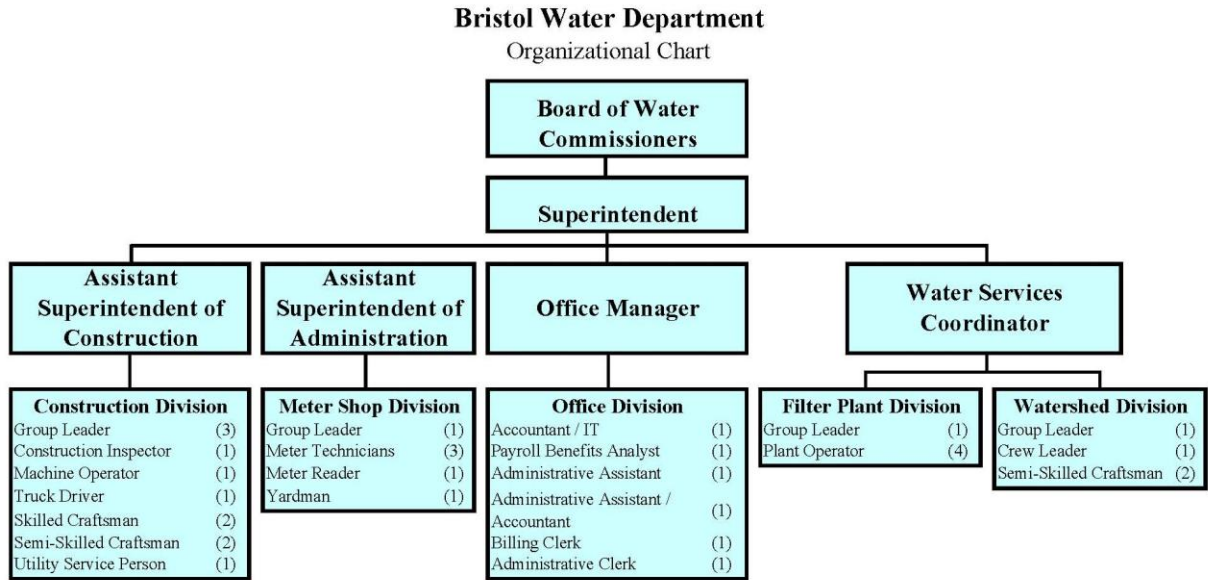 Bristol Water Department
Organizational Chart
Board of Water
Commissioners
Superintendent
Assistant
Superintendent of
Construction
Assistant
Superintendent of
Administration
Office Manager
Water Services
Coordinator
Construction Division
Group Leader (3)
Construction Inspector (1)
Machine Operator (1)
Truck Driver (1)
Skilled Craftsman (2)
Semi-Skilled Craftsman (2)
Utility Service Person (1)
Meter Shop Division
Group Leader (1)
Meter Technicians (3)
Meter Reader (1)
Yardman (1)
Office Division
Accountant / IT (1)
Payroll Benefits Analyst (1)
Administrative Assistant (1)
Administrative Assistant /
Accountant (1)
Billing Clerk (1)
Administrative Clerk (1)
Filter Plant Division
Group Leader (1)
Plant Operator (4)
Watershed Division
Group Leader (1)
Crew Leader (1)
Semi-Skilled Craftsman (2)